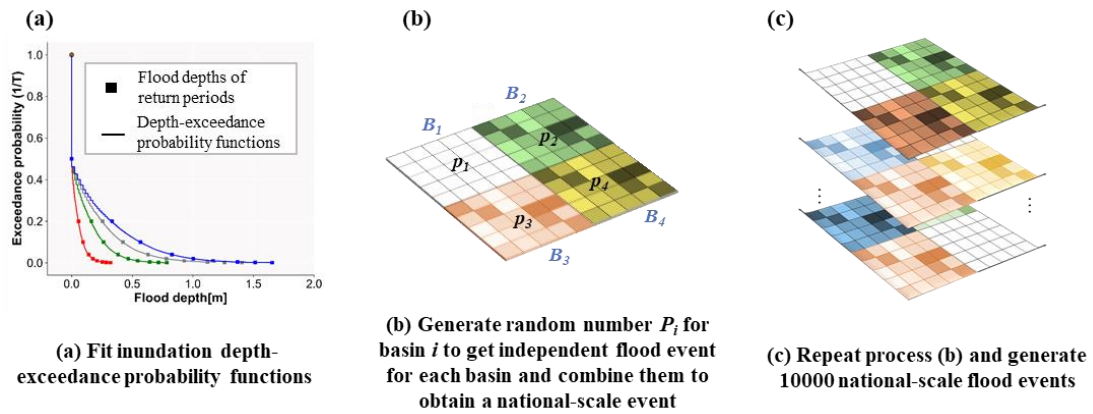 (a)
(b)
(c)
Exceedance probability (1/T)
1.0
0.8
0.6
0.4
0.2
0.0
Flood depths of
return periods
Depth-exceedance
probability functions
0.0 0.5 1.0 1.5 2.0
Flood depth[m]
B1
B2
B3
B4
p1
p2
p3
p4
⋮
⋮
(a) Fit inundation depth-
exceedance probability functions
(b) Generate random number Pi for
basin i to get independent flood event
for each basin and combine them to
obtain a national-scale event
(c) Repeat process (b) and generate
10000 national-scale flood events